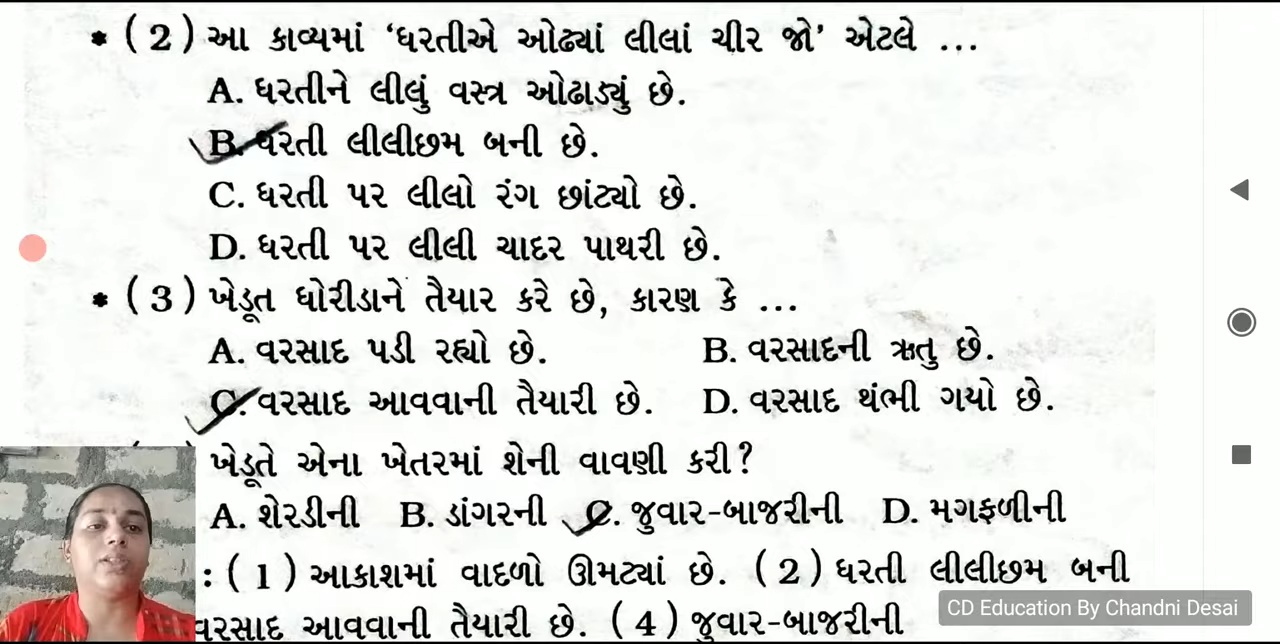 * ( 2 ) આ કાવ્યમાં ‘ધરતીએ ઓઢ્યાં લીલાં ચીર જો’ એટલે ...
A. ધરતીને લીલું વસ્ત્ર ઓઢાડ્યું છે.
B. ધરતી લીલીછમ બની છે.
C. ધરતી પર લીલો રંગ છાંટ્યો છે.
D. ધરતી પર લીલી ચાદર પાથરી છે.
* ( 3 ) ખેડૂત ધોરીડાને તૈયાર કરે છે, કારણ કે ...
A. વરસાદ પડી રહ્યો છે. B. વરસાદની ઋતુ છે.
C. વરસાદ આવવાની તૈયારી છે. D. વરસાદ થંભી ગયો છે.
ખેડૂતે એના ખેતરમાં શેની વાવણી કરી?
A. શેરડીની B. ડાંગરની C. જુવાર-બાજરીની D. મગફળીની
: ( 1 ) આકાશમાં વાદળો ઊમટ્યાં છે. ( 2 ) ધરતી લીલીછમ બની
વરસાદ આવવાની તૈયારી છે. ( 4 ) જુવાર-બાજરીની
CD Education By Chandni Desai